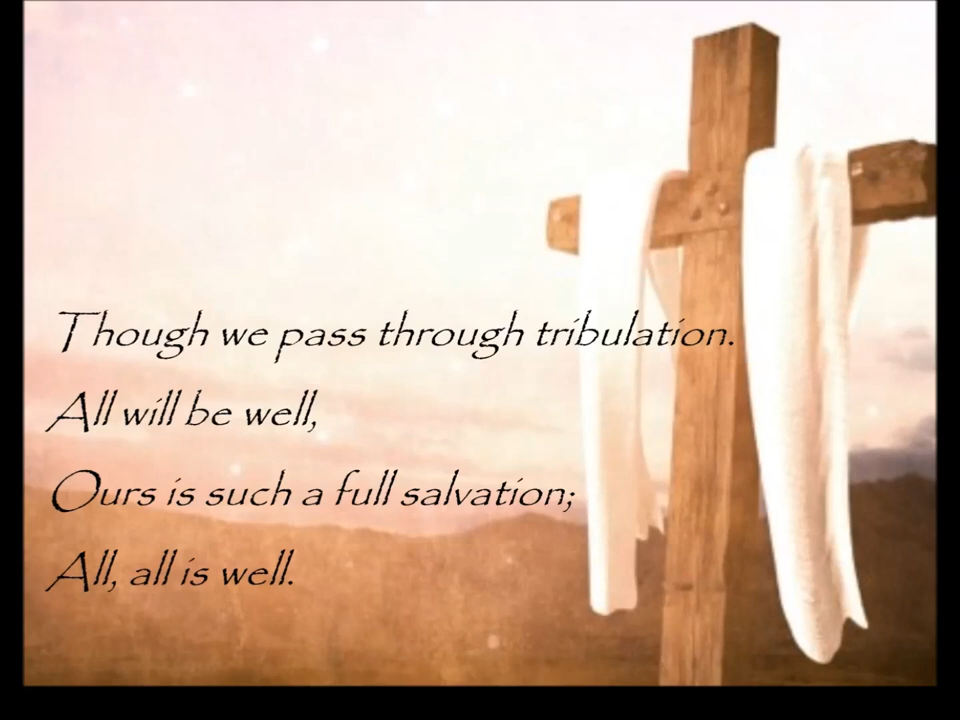 Though we pass through tribulation.
All will be well,
Ours is such a full salvation;
All, all is well.